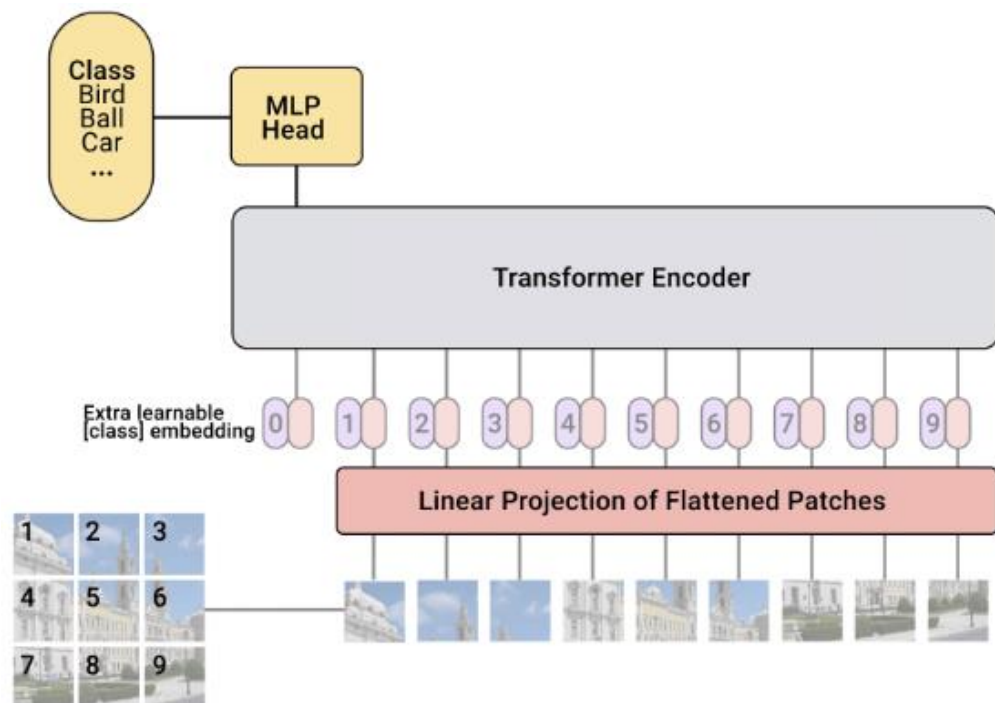 Class
Bird
Ball
Car
...
MLP
Head
Transformer Encoder
Extra learnable
[class] embedding
0 1 2 3 4 5 6 7 8 9
Linear Projection of Flattened Patches
1 2 3
4 5 6
7 8 9